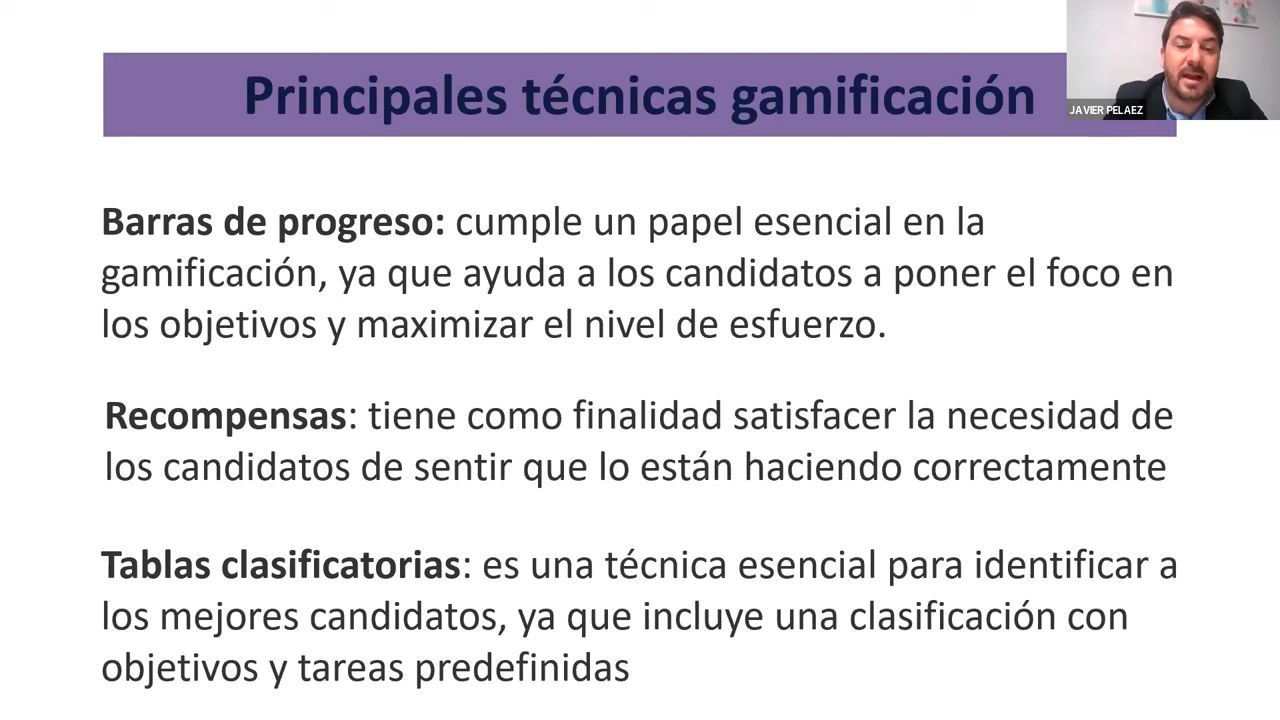 Principales técnicas gamificación
JAVIER PELAEZ
Barras de progreso: cumple un papel esencial en la
gamificación, ya que ayuda a los candidatos a poner el foco en
los objetivos y maximizar el nivel de esfuerzo.
Recompensas: tiene como finalidad satisfacer la necesidad de
los candidatos de sentir que lo están haciendo correctamente
Tablas clasificatorias: es una técnica esencial para identificar a
los mejores candidatos, ya que incluye una clasificación con
objetivos y tareas predefinidas